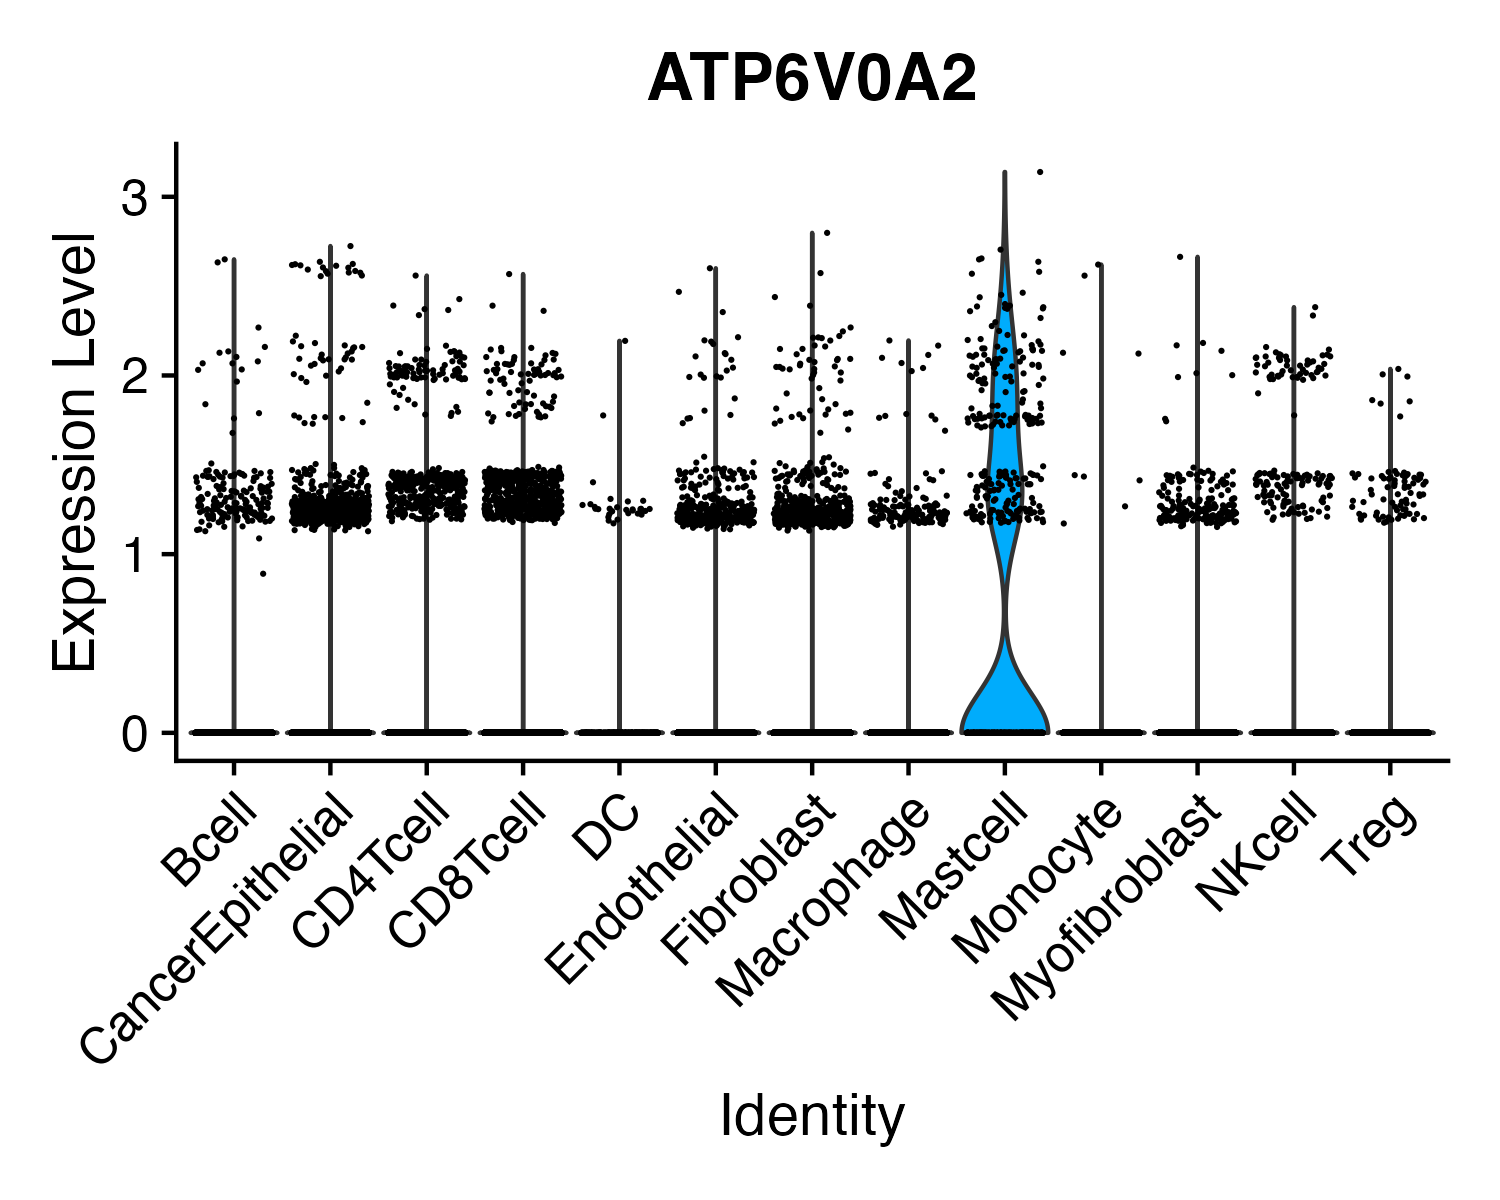 ATP6V0A2
Expression Level
3
2
1
0
Bcell
CancerEpithelial
CD4Tcell
CD8Tcell
DC
Endothelial
Fibroblast
Macrophage
Mastcell
Monocyte
Myofibroblast
NKcell
Treg
Identity